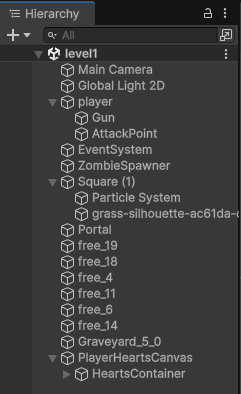 Hierarchy
All
level1
Main Camera
Global Light 2D
player
Gun
AttackPoint
EventSystem
ZombieSpawner
Square (1)
Particle System
grass-silhouette-ac61da-
Portal
free_19
free_18
free_4
free_11
free_6
free_14
Graveyard_5_0
PlayerHeartsCanvas
HeartsContainer